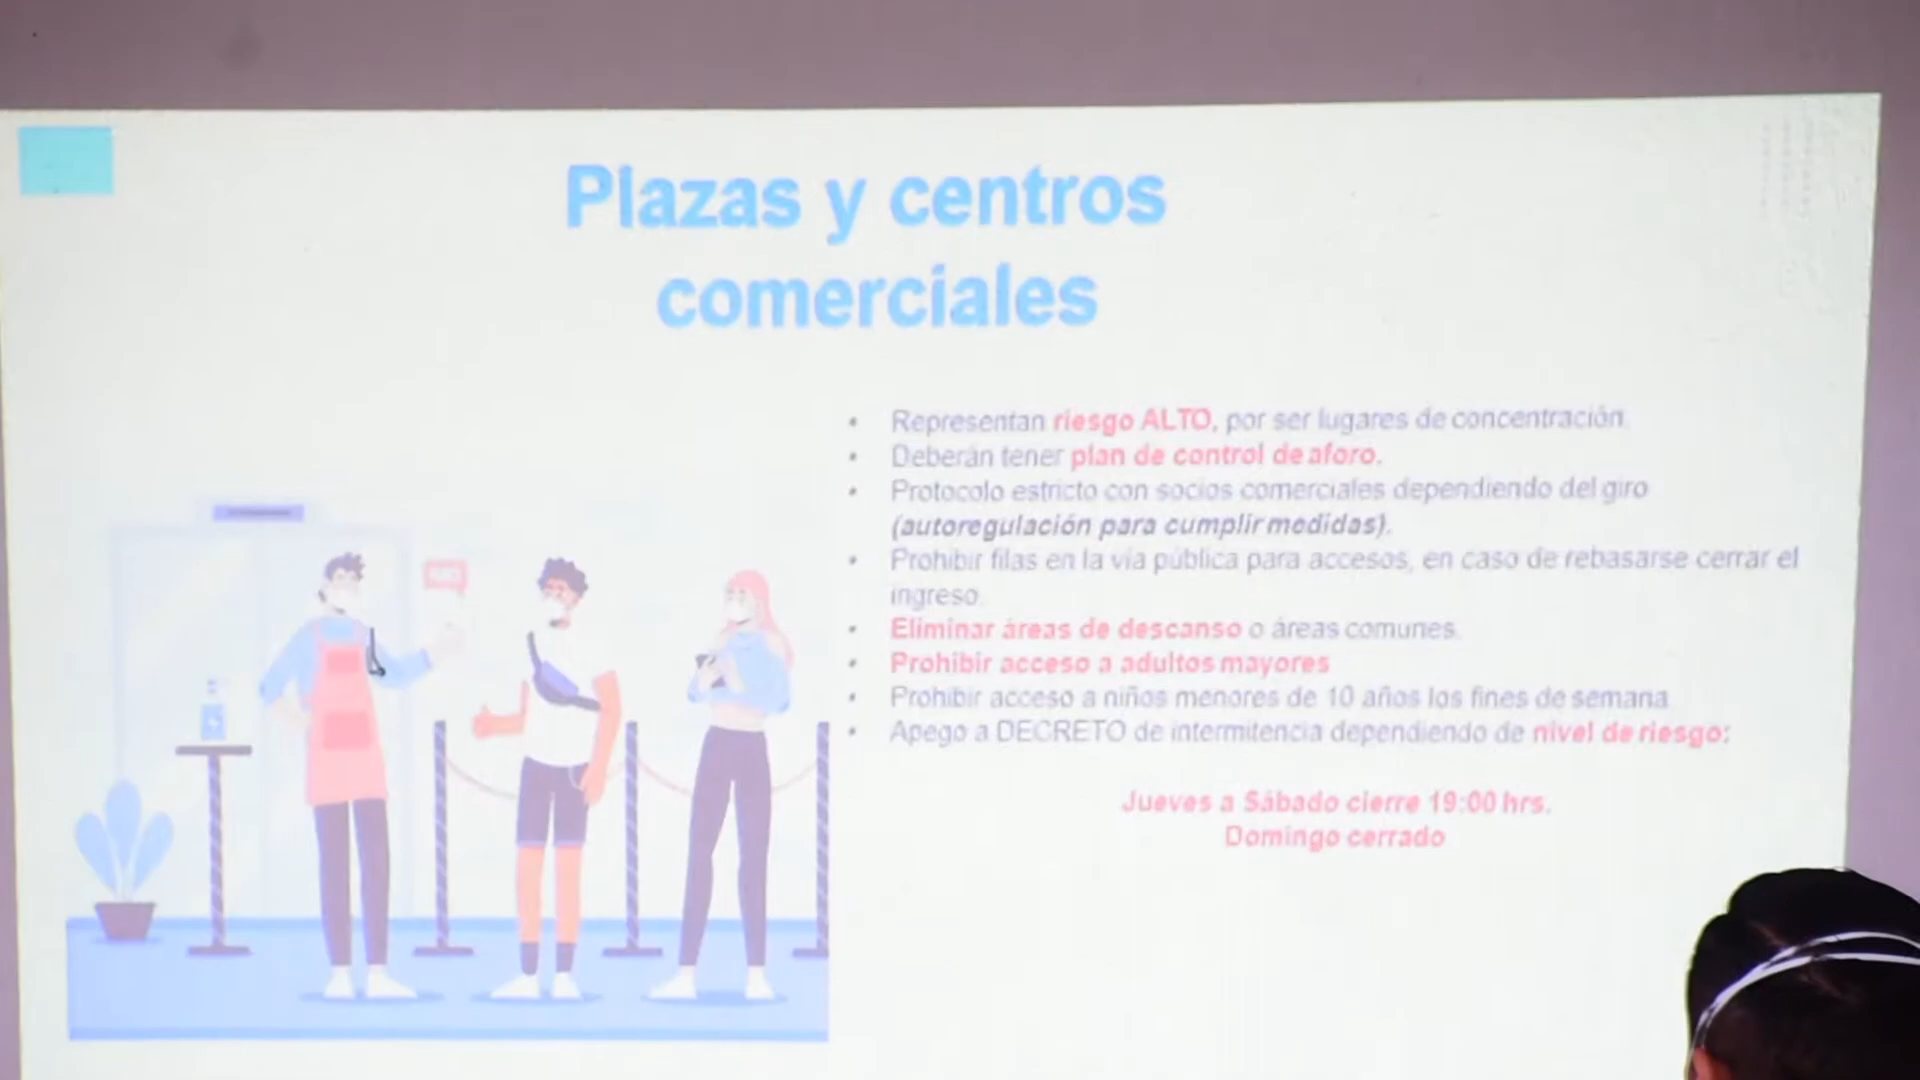 Plazas y centros
comerciales
• Representan riesgo ALTO, por ser lugares de concentración.
• Deberán tener plan de control de aforo.
• Protocolo estricto con socios comerciales dependiendo del giro
(autoregulación para cumplir medidas).
• Prohibir filas en la vía pública para accesos, en caso de rebasarse cerrar el
ingreso.
• Eliminar áreas de descanso o áreas comunes.
• Prohibir acceso a adultos mayores
• Prohibir acceso a niños menores de 10 años los fines de semana
• Apego a DECRETO de intermitencia dependiendo de nivel de riesgo:
Jueves a Sábado cierre 19:00 hrs.
Domingo cerrado